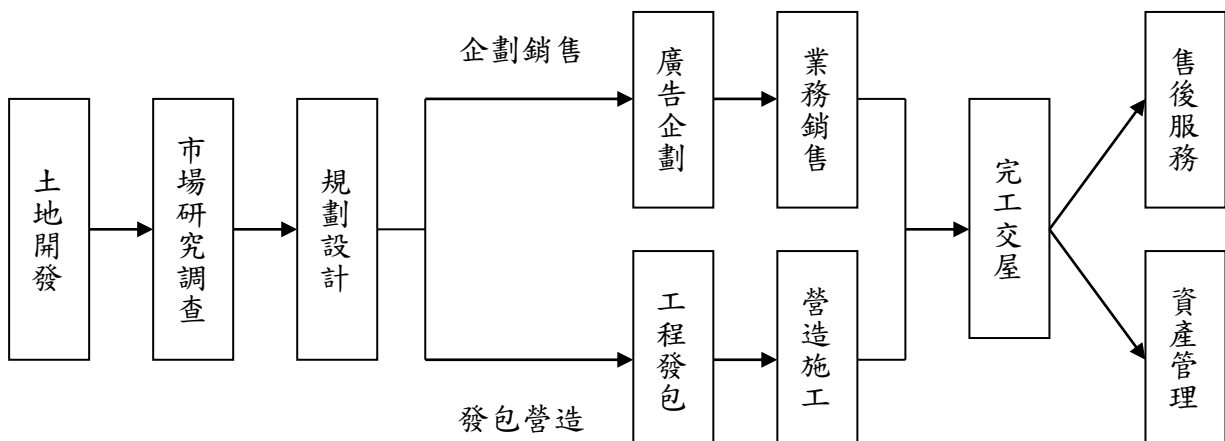 土地開發
市場研究調查
規劃設計
企劃銷售
廣告企劃
業務銷售
發包營造
工程發包
營造施工
完工交屋
售後服務
資產管理